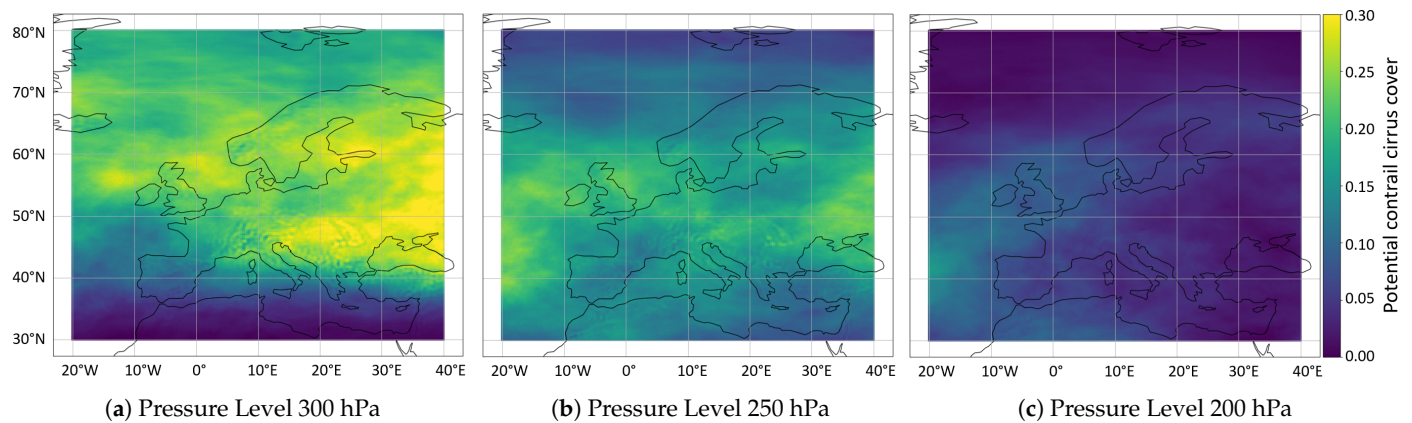 80°N
70°N
60°N
50°N
40°N
30°N
20°W 10°W 0° 10°E 20°E 30°E 40°E
20°W 10°W 0° 10°E 20°E 30°E 40°E
20°W 10°W 0° 10°E 20°E 30°E 40°E
0.30
0.25
0.20
0.15
0.10
0.05
0.00
Potential contrail cirrus cover
(a) Pressure Level 300 hPa
(b) Pressure Level 250 hPa
(c) Pressure Level 200 hPa